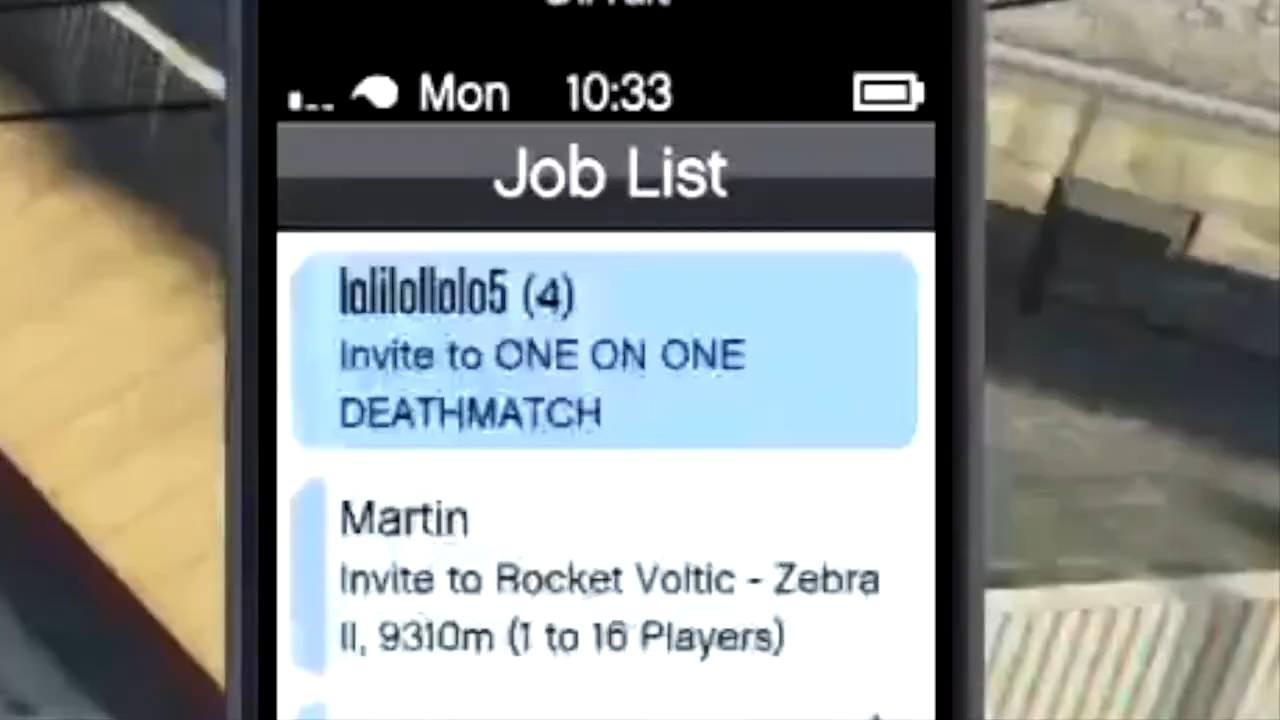 Mon 10:33
Job List
lalilollolo5 (4)
Invite to ONE ON ONE
DEATHMATCH
Martin
Invite to Rocket Voltic - Zebra
II, 9310m (1 to 16 Players)